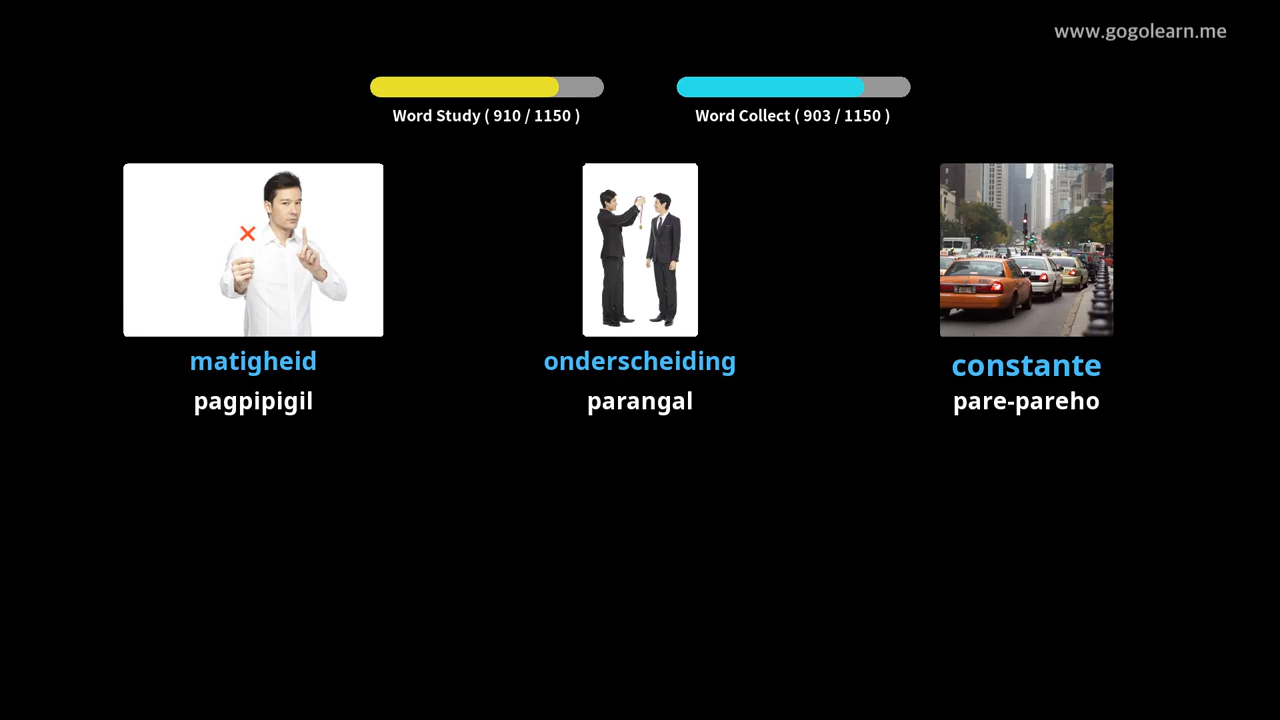 www.gogolearn.me
Word Study ( 910 / 1150 )
Word Collect ( 903 / 1150 )
matigheid
pagpipigil
onderscheiding
parangal
constante
pare-pareho